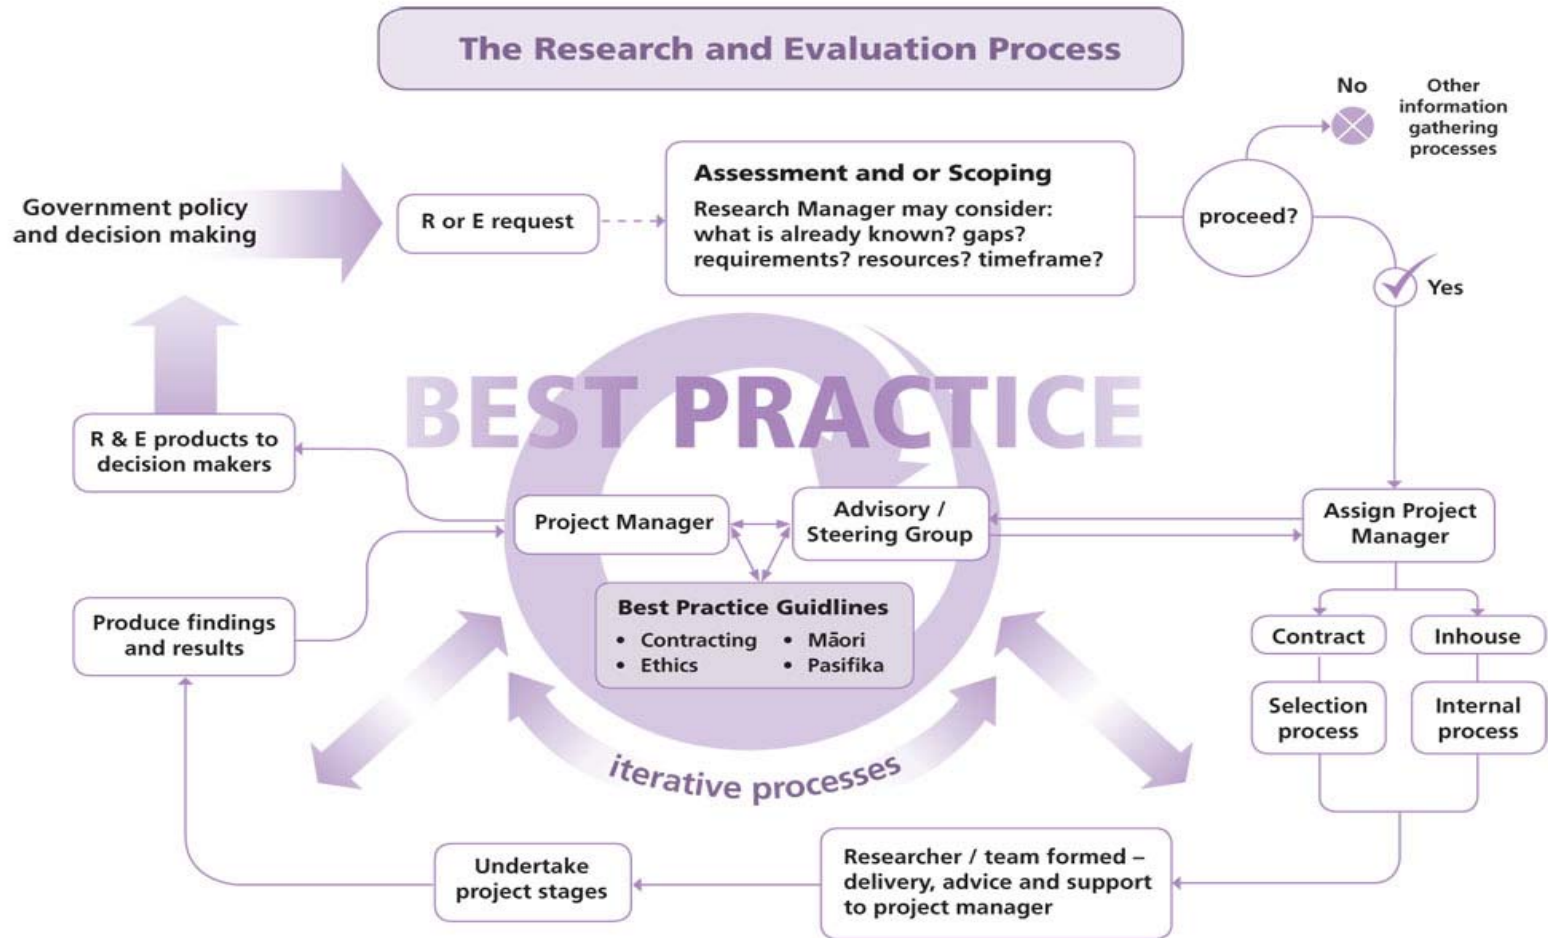 The Research and Evaluation Process
No
Other
information
gathering
processes
Government policy
and decision making
R or E request
Assessment and or Scoping
Research Manager may consider:
what is already known? gaps?
requirements? resources? timeframe?
proceed?
Yes
BEST PRACTICE
R & E products to
decision makers
Project Manager
Advisory /
Steering Group
Assign Project
Manager
Best Practice Guidlines
• Contracting
• Ethics
• Māori
• Pasifika
Produce findings
and results
Contract
Inhouse
Selection
process
Internal
process
iterative processes
Undertake
project stages
Researcher / team formed –
delivery, advice and support
to project manager